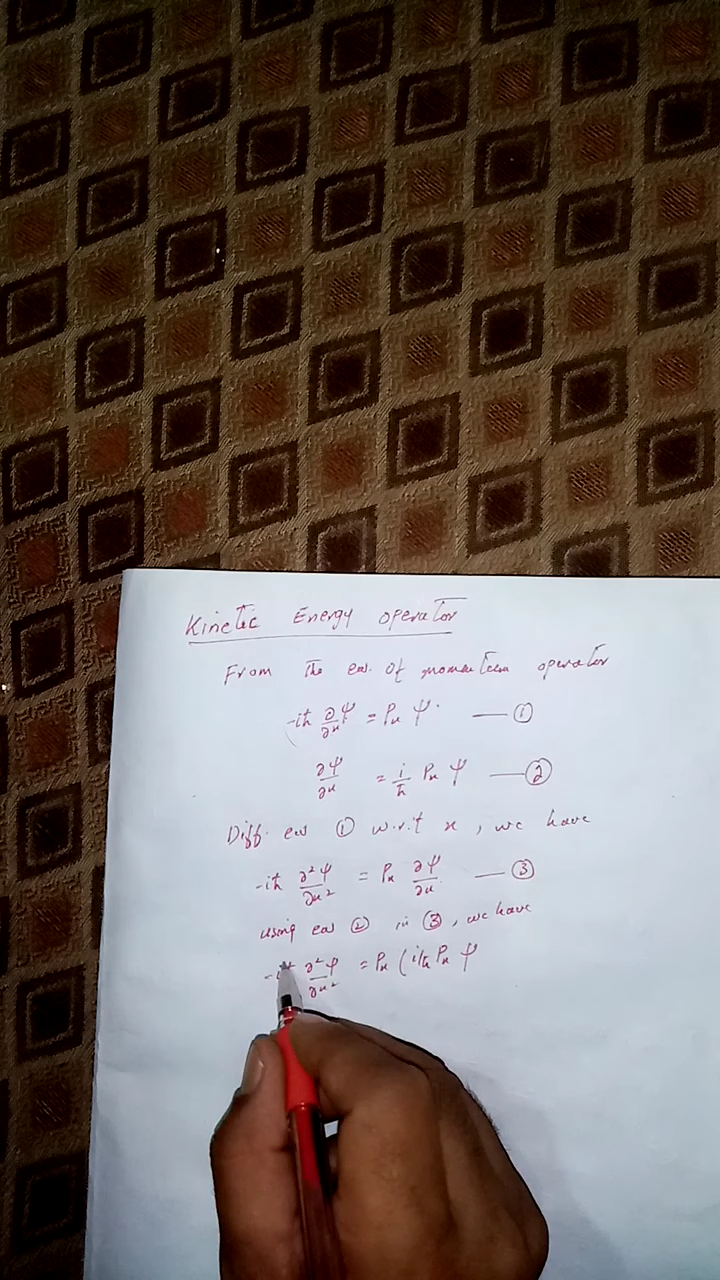 Kinetic Energy operator
From the eq. of momentum operator
-iħ ∂ψ/∂x = Px ψ —— ①
∂ψ/∂x = i/ħ Px ψ —— ②
Diff. eq ① w.r.t x, we have
-iħ ∂²ψ/∂x² = Px ∂ψ/∂x —— ③
using eq ② in ③, we have
∂²ψ/∂x² = Px (i/ħ Px ψ